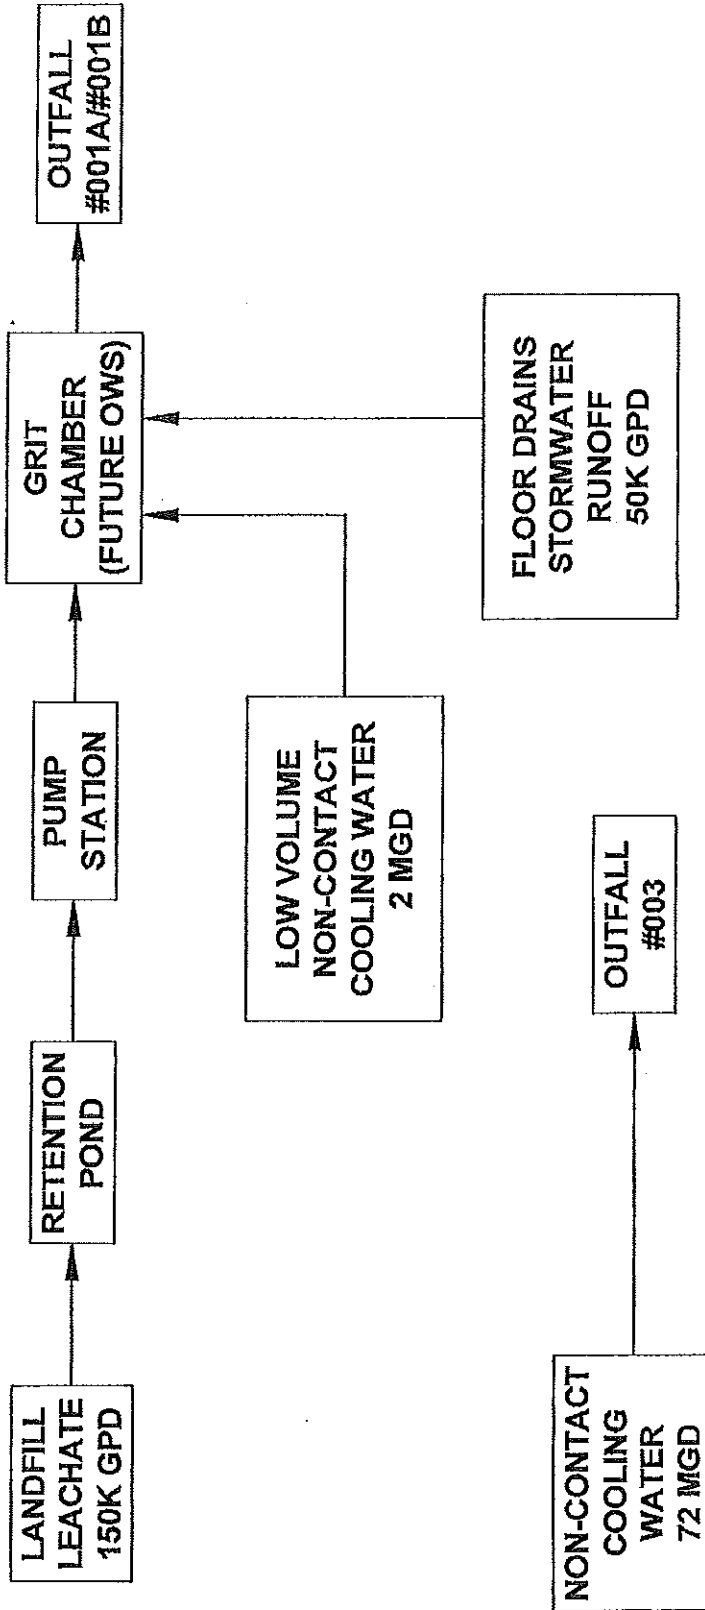 LANDFILL
LEACHATE
150K GPD
RETENTION
POND
PUMP
STATION
GRIT
CHAMBER
(FUTURE OWS)
OUTFALL
#001A/#001B
LOW VOLUME
NON-CONTACT
COOLING WATER
2 MGD
FLOOR DRAINS
STORMWATER
RUNOFF
50K GPD
NON-CONTACT
COOLING
WATER
72 MGD
OUTFALL
#003